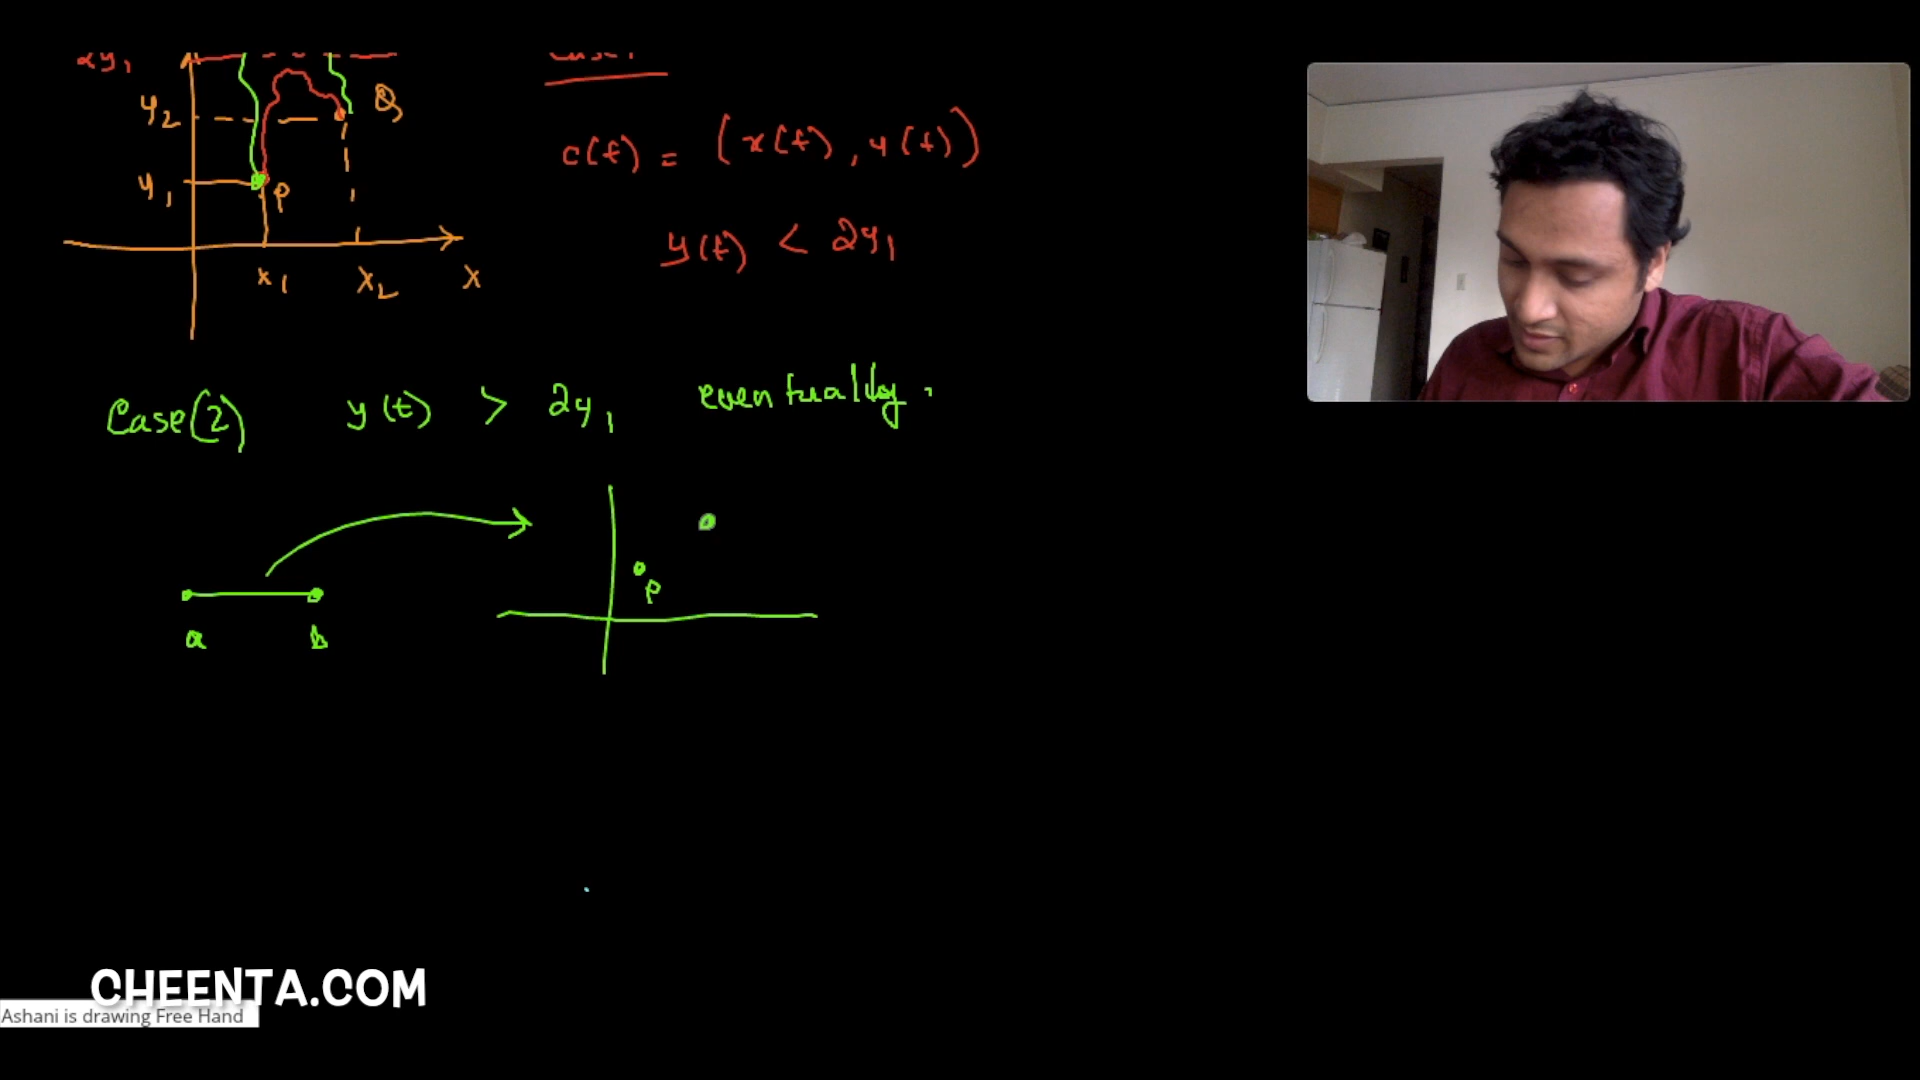 2y₁
y₂
Q
y₁
P
x₁ x₂ x
c(t) = (x(t), y(t))
y(t) < 2y₁
Case(2) y(t) > 2y₁ eventually.
P
a b
CHEENTA.COM
Ashani is drawing Free Hand